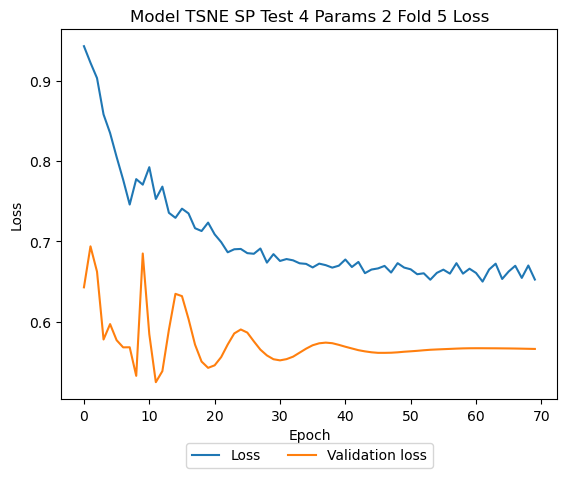 Model TSNE SP Test 4 Params 2 Fold 5 Loss
0.9
0.8
0.7
0.6
Loss
0 10 20 30 40 50 60 70
Epoch
Loss Validation loss